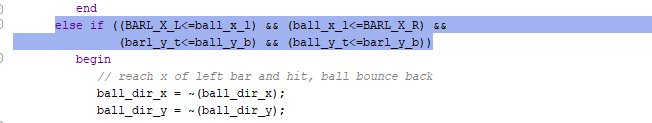 end
else if ((BARL_X_L<=ball_x_l) && (ball_x_l<=BARL_X_R) &&
(barl_y_t<=ball_y_b) && (ball_y_t<=barl_y_b))
begin
// reach x of left bar and hit, ball bounce back
ball_dir_x = ~(ball_dir_x);
ball_dir_y = ~(ball_dir_y);